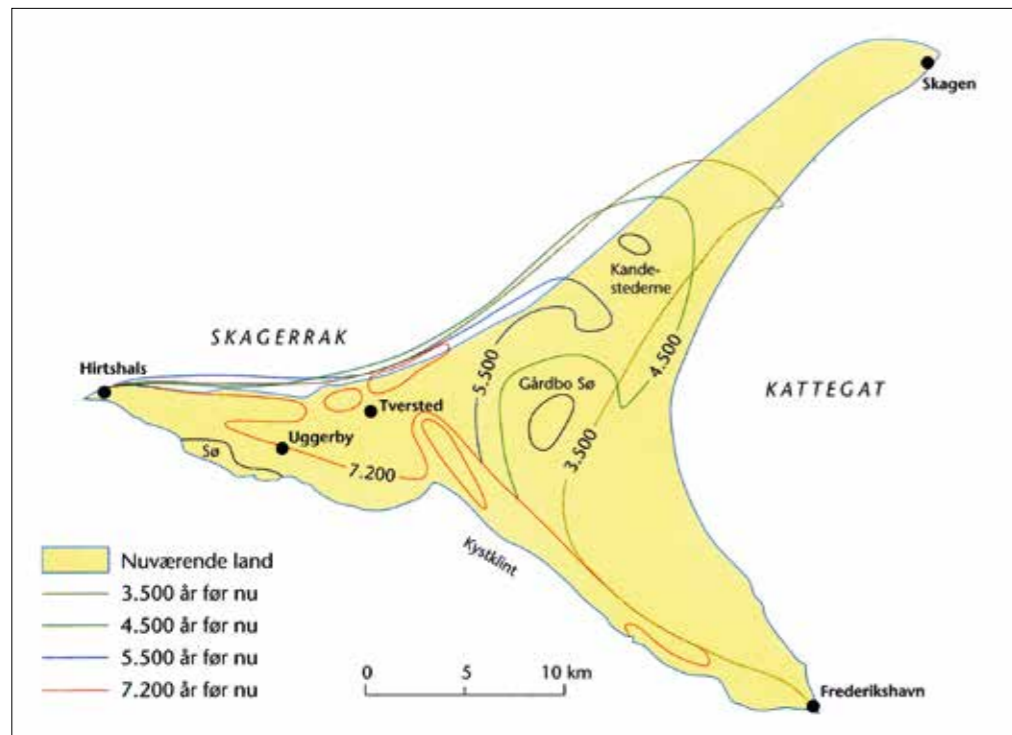 Skagen
Kande-
stederne
SKAGERRAK
5.500
4.500
Hirtshals
Gårdbo Sø
KATTEGAT
Tversted
3.500
Uggerby
Sø
7.200
Kystklint
Nuværende land
3.500 år før nu
4.500 år før nu
5.500 år før nu
7.200 år før nu
0 5 10 km
Frederikshavn